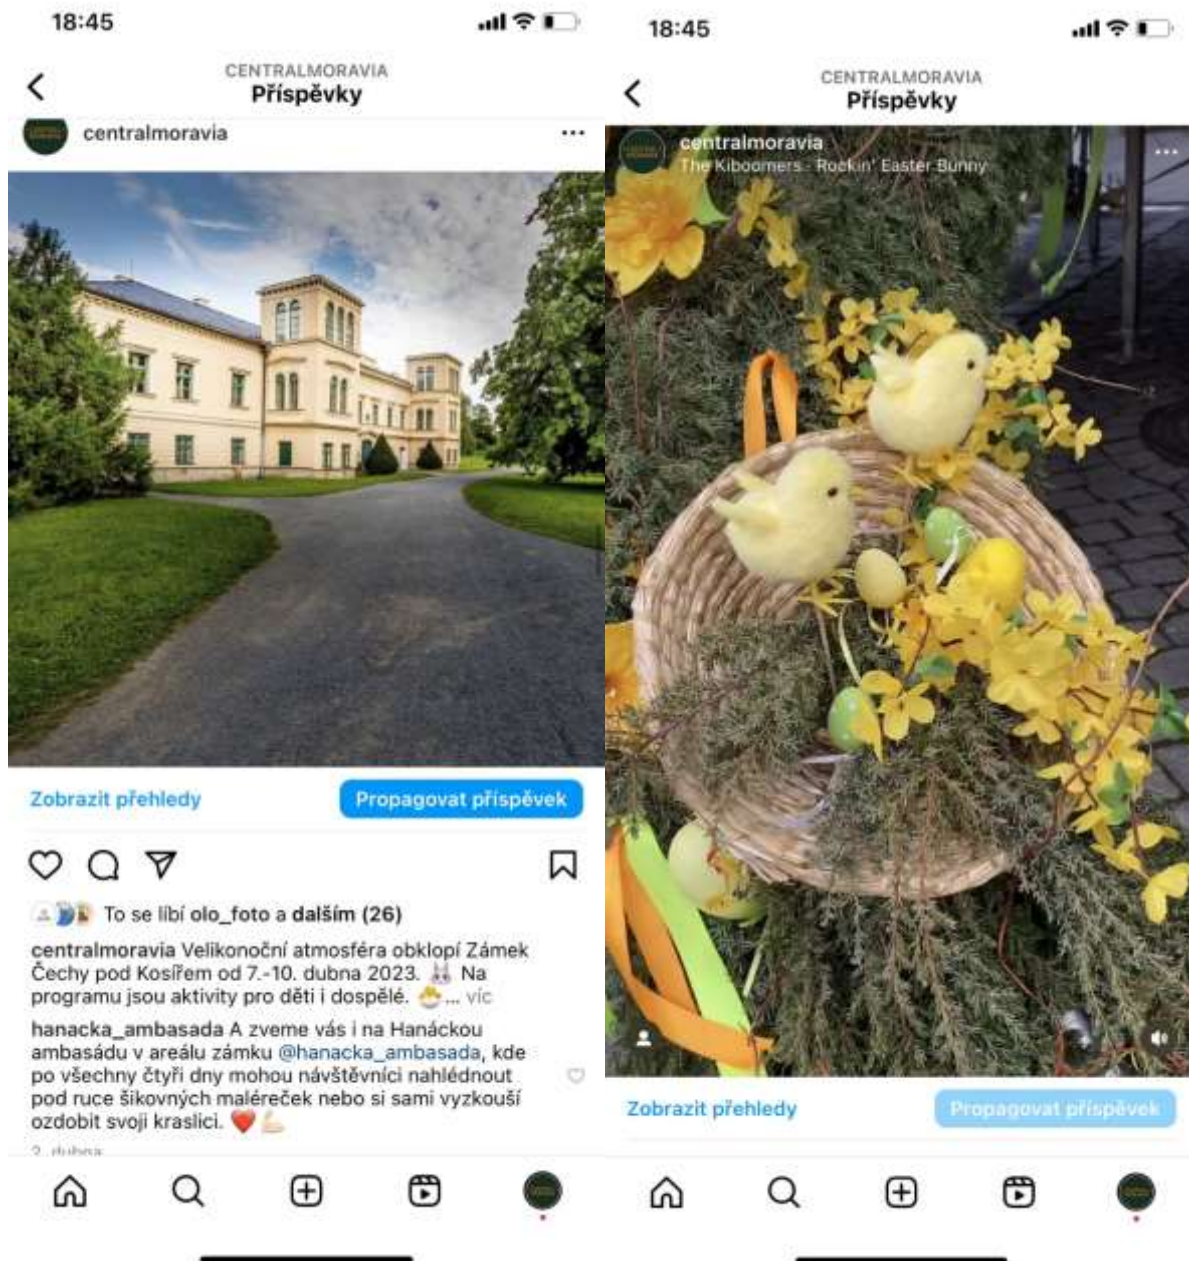 18:45
CENTRALMORAVIA
Příspěvky
centralmoravia
Zobrazit přehledy
Propagovat příspěvek
To se líbí olo_foto a dalším (26)
centralmoravia Velikonoční atmosféra obklopí Zámek
Čechy pod Kosířem od 7.-10. dubna 2023. 🐰 Na
programu jsou aktivity pro děti i dospělé. 🐣... víc
hanacka_ambasada A zveme vás i na Hanáckou
ambasádu v areálu zámku @hanacka_ambasada, kde
po všechny čtyři dny mohou návštěvníci nahlédnout
pod ruce šikovných maléreček nebo si sami vyzkouší
ozdobit svoji kraslici. ❤️💪🏻
2. dubna
18:45
CENTRALMORAVIA
Příspěvky
centralmoravia
The Kiboomers · Rockin' Easter Bunny
Zobrazit přehledy
Propagovat příspěvek